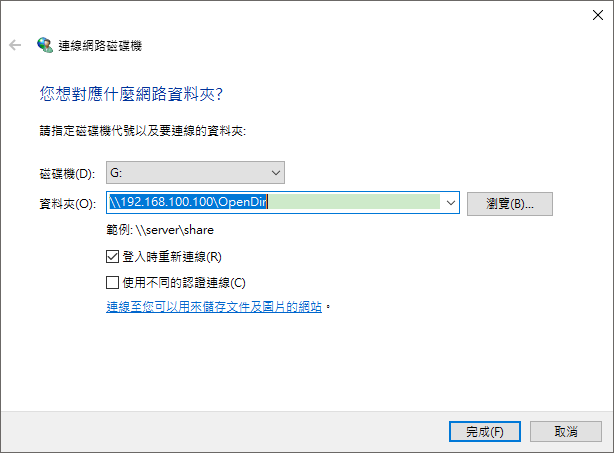 連線網路磁碟機
您想對應什麼網路資料夾?
請指定磁碟機代號以及要連線的資料夾:
磁碟機(D): G:
資料夾(O): \\192.168.100.100\OpenDir 瀏覽(B)...
範例: \\server\share
登入時重新連線(R)
使用不同的認證連線(C)
連線至您可以用來儲存文件及圖片的網站。
完成(F) 取消